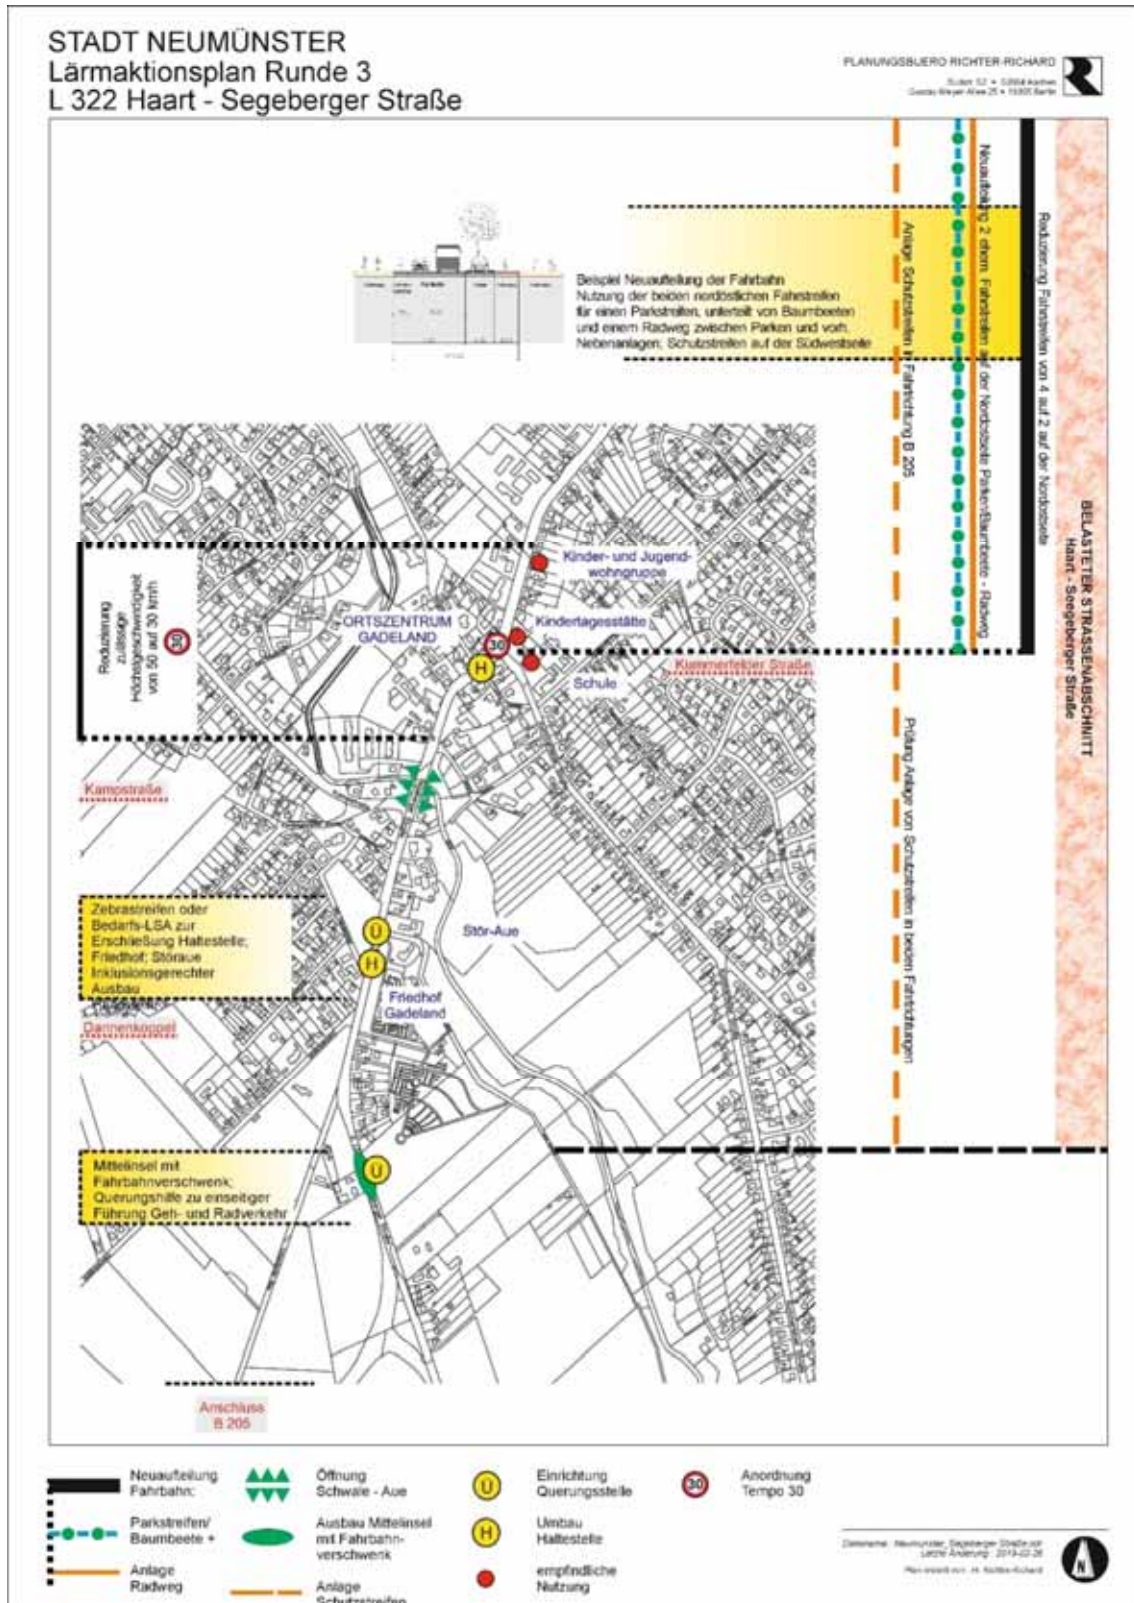 STADT NEUMÜNSTER
Lärmaktionsplan Runde 3
L 322 Haart - Segeberger Straße
PLANUNGSBUERO RICHTER-RICHARD
Beispiel Neuaufteilung der Fahrbahn
Nutzung der beiden nordöstlichen Fahrstreifen
für einen Parkstreifen, unterteilt von Baumbeeten
und einem Radweg zwischen Parken und vorh.
Nebenanlagen; Schutzstreifen auf der Südwestseite
Anlage Schutzstreifen in Fahrtrichtung B 205
Neuaufteilung 2 ehem. Fahrstreifen auf der Nordostseite Parken/Baumbeete - Radweg
Reduzierung Fahrstreifen von 4 auf 2 auf der Nordostseite
BELASTETER STRASSENABSCHNITT
Haart - Seegeberger Straße
Prüfung Anlage von Schutzstreifen in beiden Fahrtrichtungen
Reduzierung
zulässige
Höchstgeschwindigkeit
von 50 auf 30 km/h
30
Kinder- und Jugend-
wohngruppe
ORTSZENTRUM
GADELAND
Kindertagesstätte
30
H
Kummerfelder Straße
Schule
Kampstraße
Zebrastreifen oder
Bedarfs-LSA zur
Erschließung Haltestelle;
Friedhof; Störaue
Inklusionsgerechter
Ausbau
Ü
H
Stör-Aue
Friedhof
Gadeland
Dannenkoppel
Mittelinsel mit
Fahrbahnverschwenk;
Querungshilfe zu einseitiger
Führung Geh- und Radverkehr
Ü
Anschluss
B 205
Neuaufteilung
Fahrbahn:
Parkstreifen/
Baumbeete +
Anlage
Radweg
Öffnung
Schwale - Aue
Ausbau Mittelinsel
mit Fahrbahn-
verschwenk
Anlage
Schutzstreifen
Ü
Einrichtung
Querungsstelle
H
Umbau
Haltestelle
empfindliche
Nutzung
30
Anordnung
Tempo 30
N